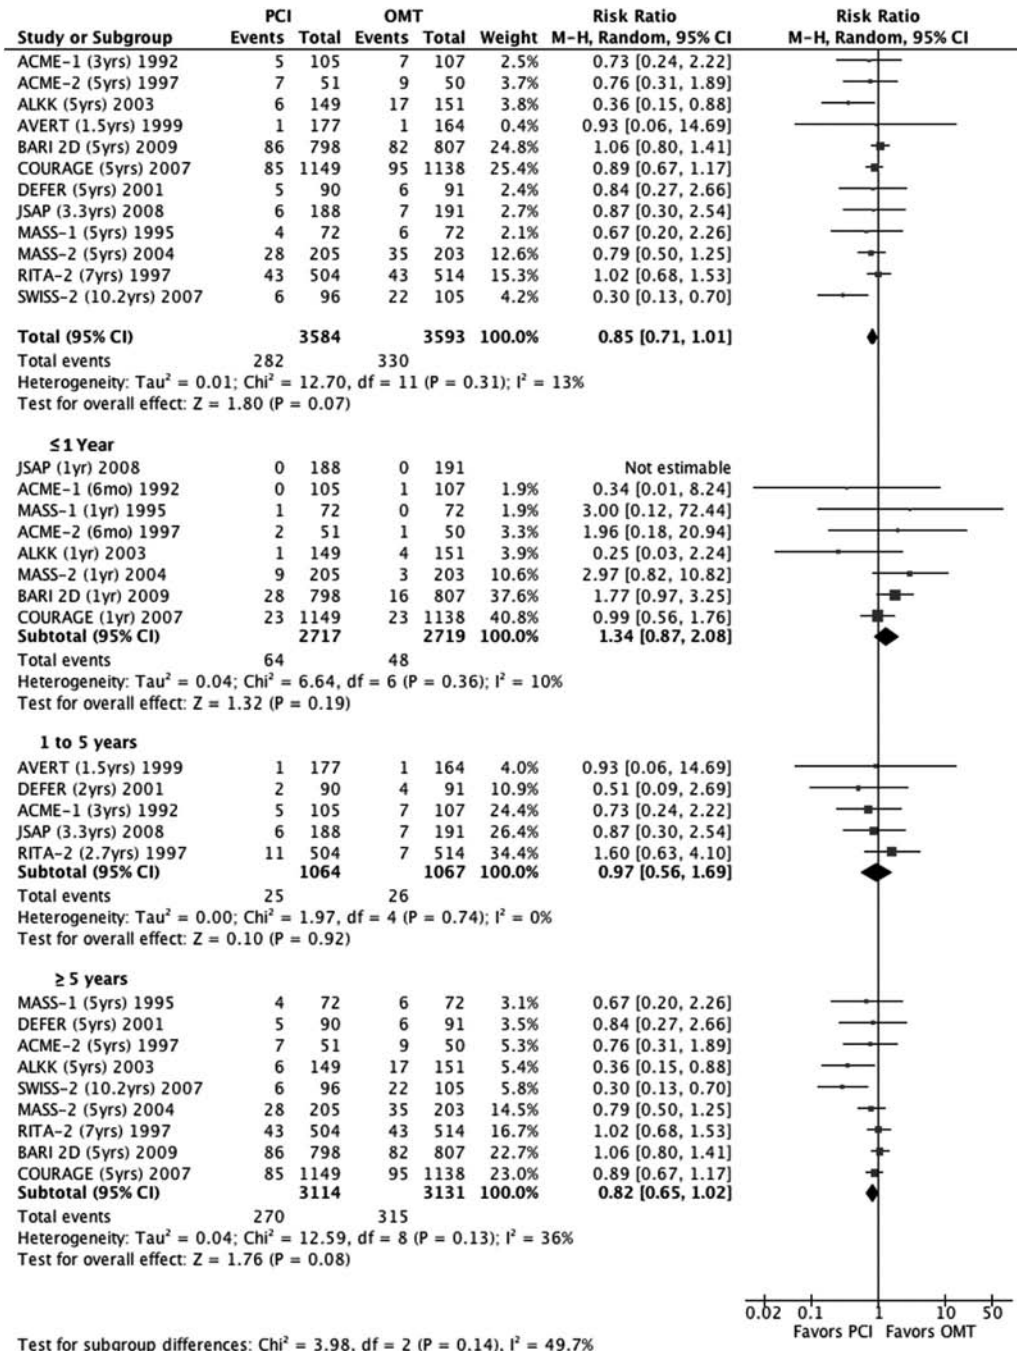 PCI OMT Risk Ratio Risk Ratio
Study or Subgroup Events Total Events Total Weight M-H, Random, 95% CI M-H, Random, 95% CI
ACME-1 (3yrs) 1992 5 105 7 107 2.5% 0.73 [0.24, 2.22]
ACME-2 (5yrs) 1997 7 51 9 50 3.7% 0.76 [0.31, 1.89]
ALKK (5yrs) 2003 6 149 17 151 3.8% 0.36 [0.15, 0.88]
AVERT (1.5yrs) 1999 1 177 1 164 0.4% 0.93 [0.06, 14.69]
BARI 2D (5yrs) 2009 86 798 82 807 24.8% 1.06 [0.80, 1.41]
COURAGE (5yrs) 2007 85 1149 95 1138 25.4% 0.89 [0.67, 1.17]
DEFER (5yrs) 2001 5 90 6 91 2.4% 0.84 [0.27, 2.66]
JSAP (3.3yrs) 2008 6 188 7 191 2.7% 0.87 [0.30, 2.54]
MASS-1 (5yrs) 1995 4 72 6 72 2.1% 0.67 [0.20, 2.26]
MASS-2 (5yrs) 2004 28 205 35 203 12.6% 0.79 [0.50, 1.25]
RITA-2 (7yrs) 1997 43 504 43 514 15.3% 1.02 [0.68, 1.53]
SWISS-2 (10.2yrs) 2007 6 96 22 105 4.2% 0.30 [0.13, 0.70]
Total (95% CI) 3584 3593 100.0% 0.85 [0.71, 1.01]
Total events 282 330
Heterogeneity: Tau² = 0.01; Chi² = 12.70, df = 11 (P = 0.31); I² = 13%
Test for overall effect: Z = 1.80 (P = 0.07)
≤1 Year
JSAP (1yr) 2008 0 188 0 191 Not estimable
ACME-1 (6mo) 1992 0 105 1 107 1.9% 0.34 [0.01, 8.24]
MASS-1 (1yr) 1995 1 72 0 72 1.9% 3.00 [0.12, 72.44]
ACME-2 (6mo) 1997 2 51 1 50 3.3% 1.96 [0.18, 20.94]
ALKK (1yr) 2003 1 149 4 151 3.9% 0.25 [0.03, 2.24]
MASS-2 (1yr) 2004 9 205 3 203 10.6% 2.97 [0.82, 10.82]
BARI 2D (1yr) 2009 28 798 16 807 37.6% 1.77 [0.97, 3.25]
COURAGE (1yr) 2007 23 1149 23 1138 40.8% 0.99 [0.56, 1.76]
Subtotal (95% CI) 2717 2719 100.0% 1.34 [0.87, 2.08]
Total events 64 48
Heterogeneity: Tau² = 0.04; Chi² = 6.64, df = 6 (P = 0.36); I² = 10%
Test for overall effect: Z = 1.32 (P = 0.19)
1 to 5 years
AVERT (1.5yrs) 1999 1 177 1 164 4.0% 0.93 [0.06, 14.69]
DEFER (2yrs) 2001 2 90 4 91 10.9% 0.51 [0.09, 2.69]
ACME-1 (3yrs) 1992 5 105 7 107 24.4% 0.73 [0.24, 2.22]
JSAP (3.3yrs) 2008 6 188 7 191 26.4% 0.87 [0.30, 2.54]
RITA-2 (2.7yrs) 1997 11 504 7 514 34.4% 1.60 [0.63, 4.10]
Subtotal (95% CI) 1064 1067 100.0% 0.97 [0.56, 1.69]
Total events 25 26
Heterogeneity: Tau² = 0.00; Chi² = 1.97, df = 4 (P = 0.74); I² = 0%
Test for overall effect: Z = 0.10 (P = 0.92)
≥ 5 years
MASS-1 (5yrs) 1995 4 72 6 72 3.1% 0.67 [0.20, 2.26]
DEFER (5yrs) 2001 5 90 6 91 3.5% 0.84 [0.27, 2.66]
ACME-2 (5yrs) 1997 7 51 9 50 5.3% 0.76 [0.31, 1.89]
ALKK (5yrs) 2003 6 149 17 151 5.4% 0.36 [0.15, 0.88]
SWISS-2 (10.2yrs) 2007 6 96 22 105 5.8% 0.30 [0.13, 0.70]
MASS-2 (5yrs) 2004 28 205 35 203 14.5% 0.79 [0.50, 1.25]
RITA-2 (7yrs) 1997 43 504 43 514 16.7% 1.02 [0.68, 1.53]
BARI 2D (5yrs) 2009 86 798 82 807 22.7% 1.06 [0.80, 1.41]
COURAGE (5yrs) 2007 85 1149 95 1138 23.0% 0.89 [0.67, 1.17]
Subtotal (95% CI) 3114 3131 100.0% 0.82 [0.65, 1.02]
Total events 270 315
Heterogeneity: Tau² = 0.04; Chi² = 12.59, df = 8 (P = 0.13); I² = 36%
Test for overall effect: Z = 1.76 (P = 0.08)
0.02 0.1 1 10 50
Favors PCI Favors OMT
Test for subgroup differences: Chi² = 3.98, df = 2 (P = 0.14), I² = 49.7%